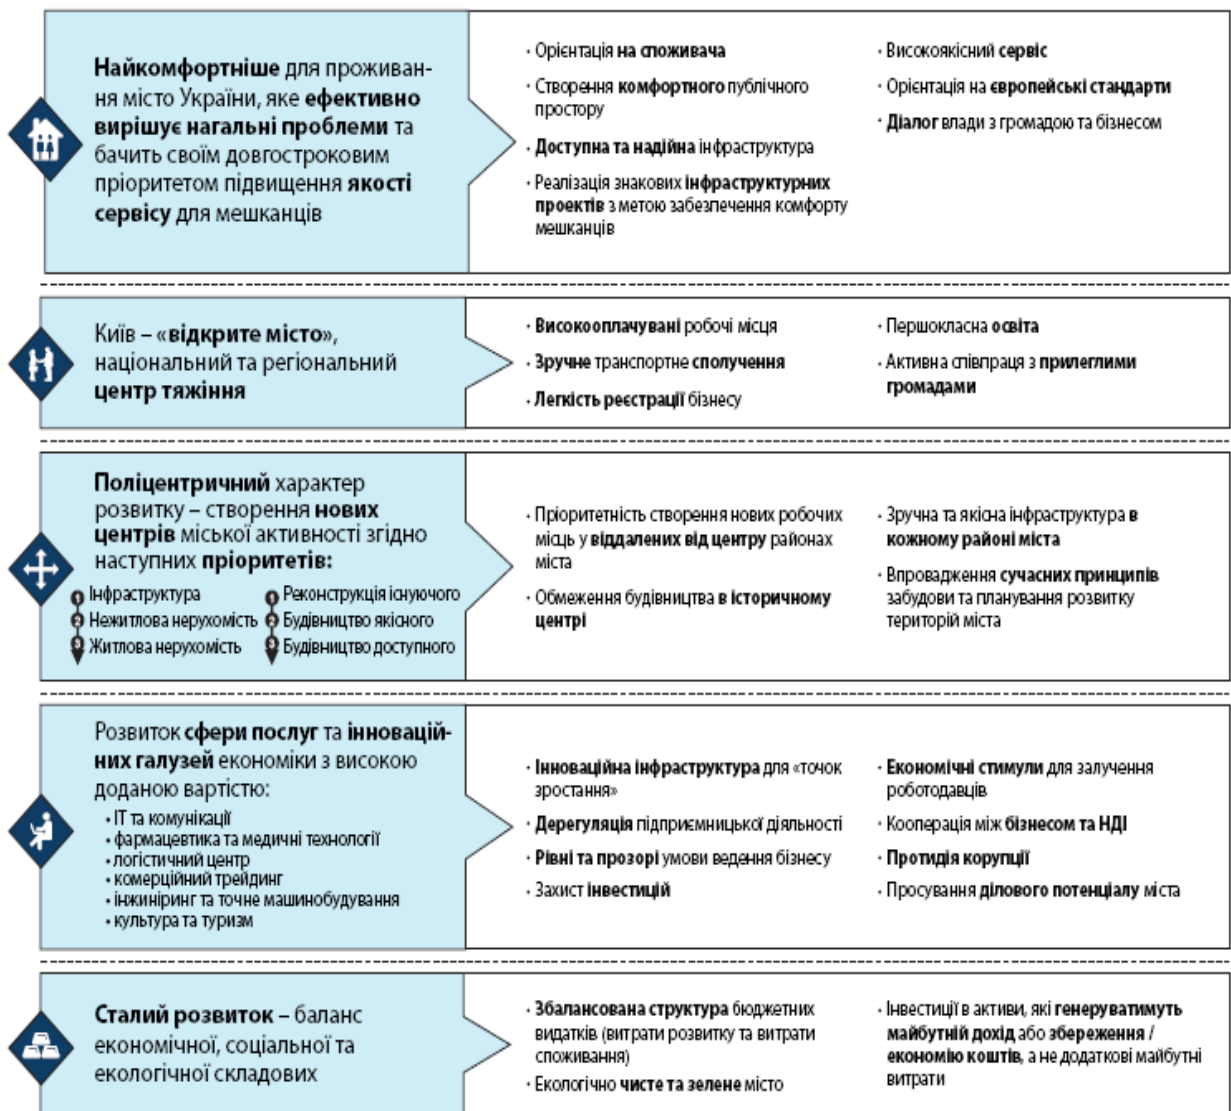 Найкомфортніше для проживан-
ня місто України, яке ефективно
вирішує нагальні проблеми та
бачить своїм довгостроковим
пріоритетом підвищення якості
сервісу для мешканців
· Орієнтація на споживача
· Створення комфортного публічного
простору
· Доступна та надійна інфраструктура
· Реалізація знакових інфраструктурних
проектів з метою забезпечення комфорту
мешканців
· Високоякісний сервіс
· Орієнтація на європейські стандарти
· Діалог влади з громадою та бізнесом
Київ – «відкрите місто»,
національний та регіональний
центр тяжіння
· Високооплачувані робочі місця
· Зручне транспортне сполучення
· Легкість реєстрації бізнесу
· Першокласна освіта
· Активна співпраця з прилеглими
громадами
Поліцентричний характер
розвитку – створення нових
центрів міської активності згідно
наступних пріоритетів:
1 Інфраструктура
2 Нежитлова нерухомість
3 Житлова нерухомість
1 Реконструкція існуючого
2 Будівництво якісного
3 Будівництво доступного
· Пріоритетність створення нових робочих
місць у віддалених від центру районах
міста
· Обмеження будівництва в історичному
центрі
· Зручна та якісна інфраструктура в
кожному районі міста
· Впровадження сучасних принципів
забудови та планування розвитку
територій міста
Розвиток сфери послуг та інновацій-
них галузей економіки з високою
доданою вартістю:
• ІТ та комунікації
• фармацевтика та медичні технології
• логістичний центр
• комерційний трейдинг
• інжиніринг та точне машинобудування
• культура та туризм
· Інноваційна інфраструктура для «точок
зростання»
· Дерегуляція підприємницької діяльності
· Рівні та прозорі умови ведення бізнесу
· Захист інвестицій
· Економічні стимули для залучення
роботодавців
· Кооперація між бізнесом та НДІ
· Протидія корупції
· Просування ділового потенціалу міста
Сталий розвиток – баланс
економічної, соціальної та
екологічної складових
· Збалансована структура бюджетних
видатків (витрати розвитку та витрати
споживання)
· Екологічно чисте та зелене місто
· Інвестиції в активи, які генеруватимуть
майбутній дохід або збереження /
економію коштів, а не додаткові майбутні
витрати